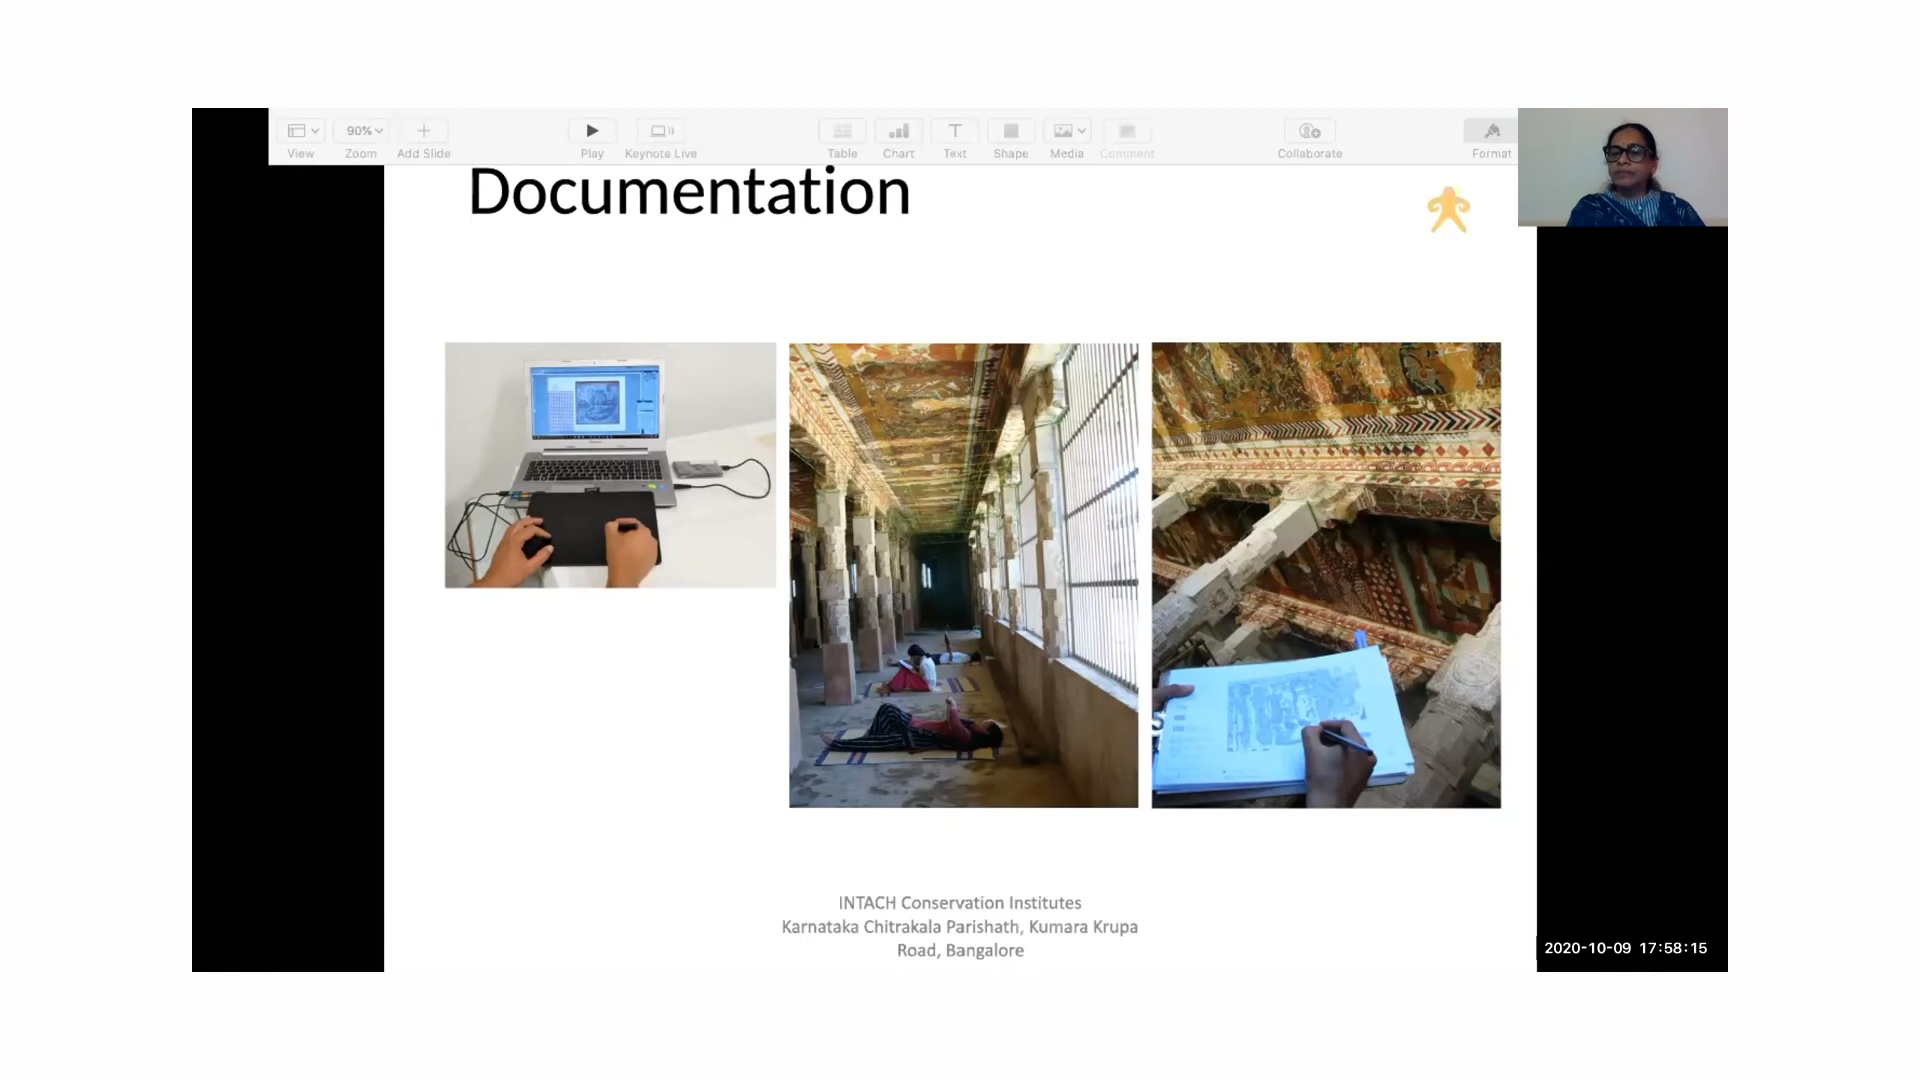 90%
View
Zoom
Add Slide
Play
Keynote Live
Table
Chart
Text
Shape
Media
Comment
Collaborate
Format
Documentation
INTACH Conservation Institutes
Karnataka Chitrakala Parishath, Kumara Krupa
Road, Bangalore
2020-10-09 17:58:15